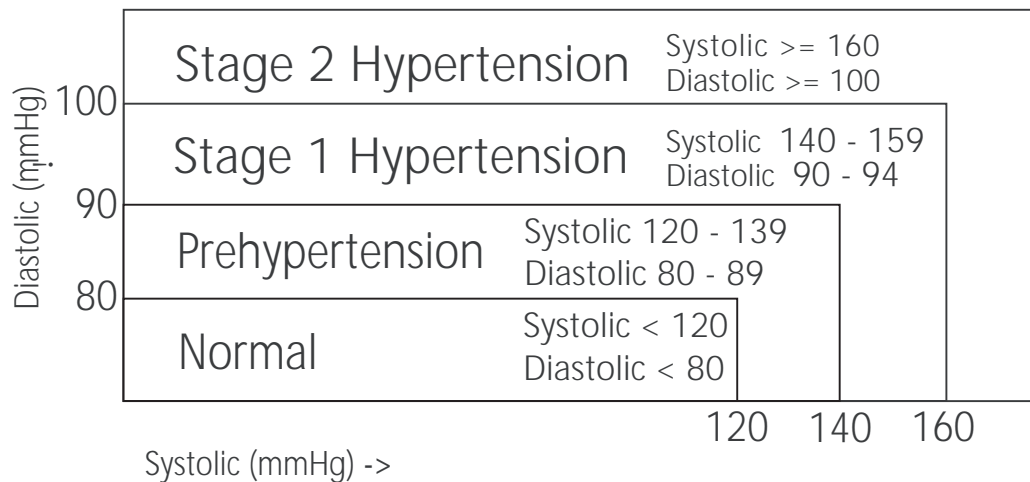 Stage 2 Hypertension
Systolic >= 160
Diastolic >= 100
100
Stage 1 Hypertension
Systolic 140 - 159
Diastolic 90 - 94
90
Prehypertension
Systolic 120 - 139
Diastolic 80 - 89
80
Normal
Systolic < 120
Diastolic < 80
Diastolic (mmHg)
120 140 160
Systolic (mmHg) ->